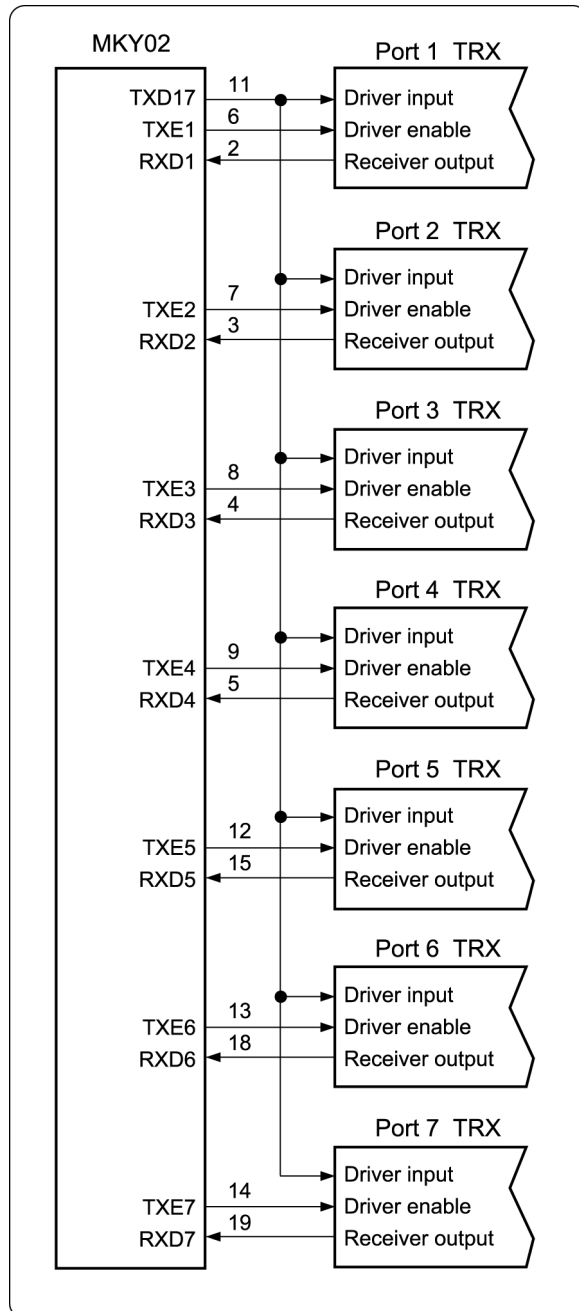 MKY02
Port 1 TRX
TXD17 11 Driver input
TXE1 6 Driver enable
RXD1 2 Receiver output
Port 2 TRX
Driver input
TXE2 7 Driver enable
RXD2 3 Receiver output
Port 3 TRX
Driver input
TXE3 8 Driver enable
RXD3 4 Receiver output
Port 4 TRX
Driver input
TXE4 9 Driver enable
RXD4 5 Receiver output
Port 5 TRX
Driver input
TXE5 12 Driver enable
RXD5 15 Receiver output
Port 6 TRX
Driver input
TXE6 13 Driver enable
RXD6 18 Receiver output
Port 7 TRX
Driver input
TXE7 14 Driver enable
RXD7 19 Receiver output